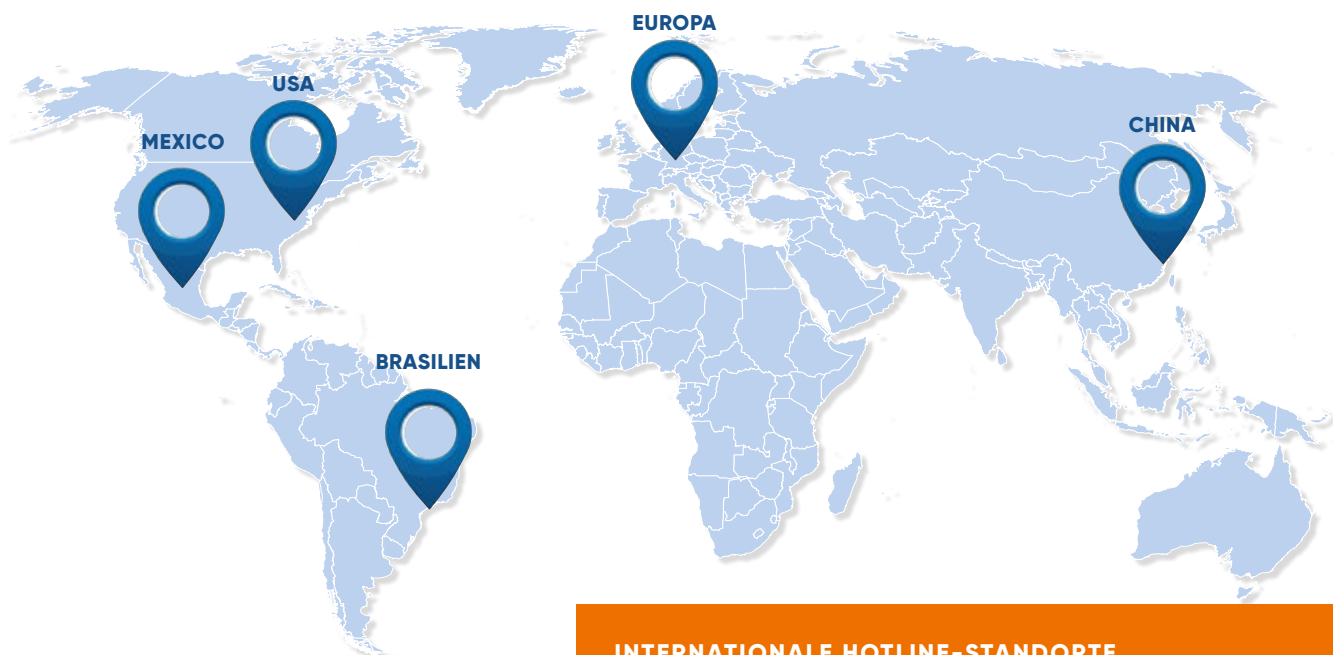 EUROPA
USA
CHINA
MEXICO
BRASILIEN
INTERNATIONALE HOTLINE-STANDORTE